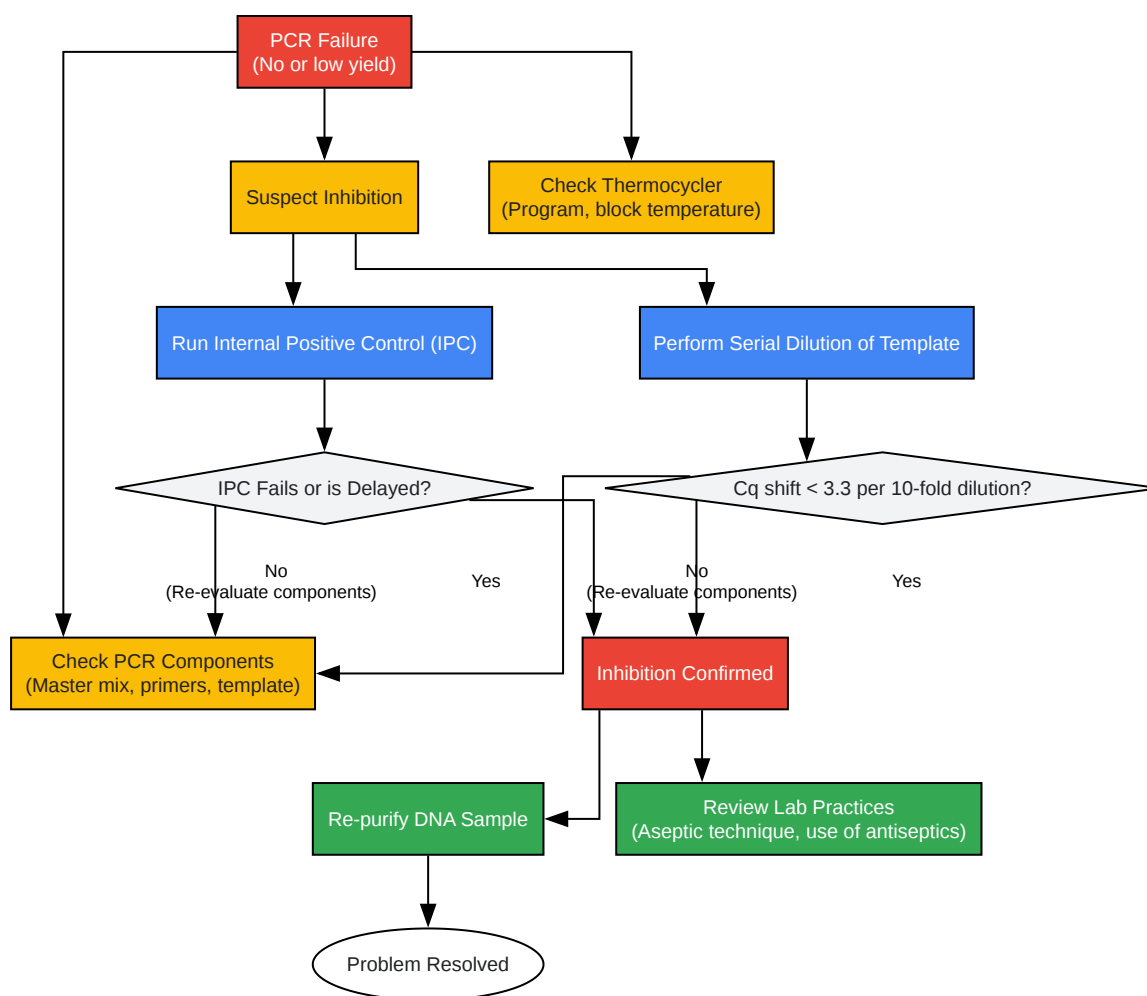 PCR Failure
(No or low yield)
Suspect Inhibition
Check Thermocycler
(Program, block temperature)
Run Internal Positive Control (IPC)
Perform Serial Dilution of Template
IPC Fails or is Delayed?
Cq shift < 3.3 per 10-fold dilution?
No
(Re-evaluate components)
Yes
No
(Re-evaluate components)
Yes
Check PCR Components
(Master mix, primers, template)
Inhibition Confirmed
Re-purify DNA Sample
Review Lab Practices
(Aseptic technique, use of antiseptics)
Problem Resolved